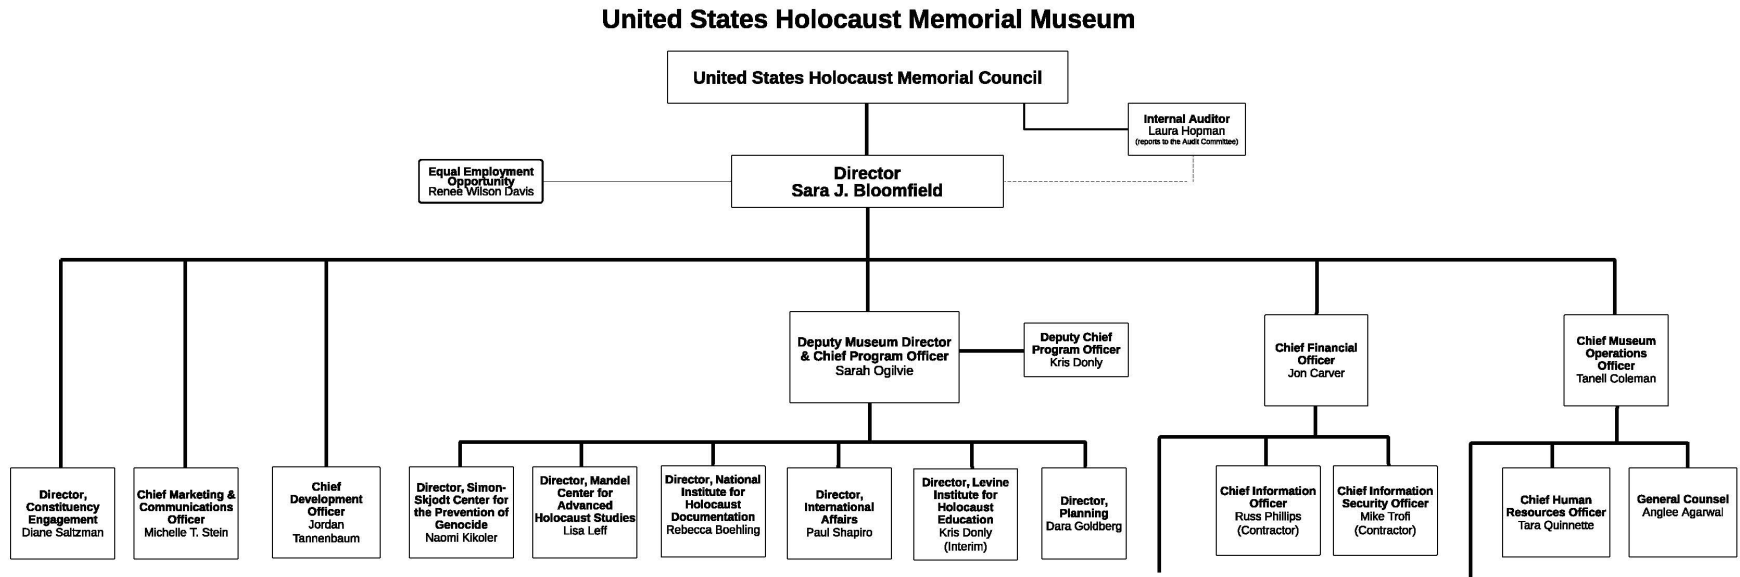 United States Holocaust Memorial Museum
United States Holocaust Memorial Council
Internal Auditor
Laura Hopman
(reports to the Audit Committee)
Equal Employment
Opportunity
Renee Wilson Davis
Director
Sara J. Bloomfield
Deputy Museum Director
& Chief Program Officer
Sarah Ogilvie
Deputy Chief
Program Officer
Kris Donly
Chief Financial
Officer
Jon Carver
Chief Museum
Operations
Officer
Tanell Coleman
Director,
Constituency
Engagement
Diane Saltzman
Chief Marketing &
Communications
Officer
Michelle T. Stein
Chief
Development
Officer
Jordan
Tannenbaum
Director, Simon-
Skjodt Center for
the Prevention of
Genocide
Naomi Kikoler
Director, Mandel
Center for
Advanced
Holocaust Studies
Lisa Leff
Director, National
Institute for
Holocaust
Documentation
Rebecca Boehling
Director,
International
Affairs
Paul Shapiro
Director, Levine
Institute for
Holocaust
Education
Kris Donly
(Interim)
Director,
Planning
Dara Goldberg
Chief Information
Officer
Russ Phillips
(Contractor)
Chief Information
Security Officer
Mike Trofi
(Contractor)
Chief Human
Resources Officer
Tara Quinnette
General Counsel
Anglee Agarwal